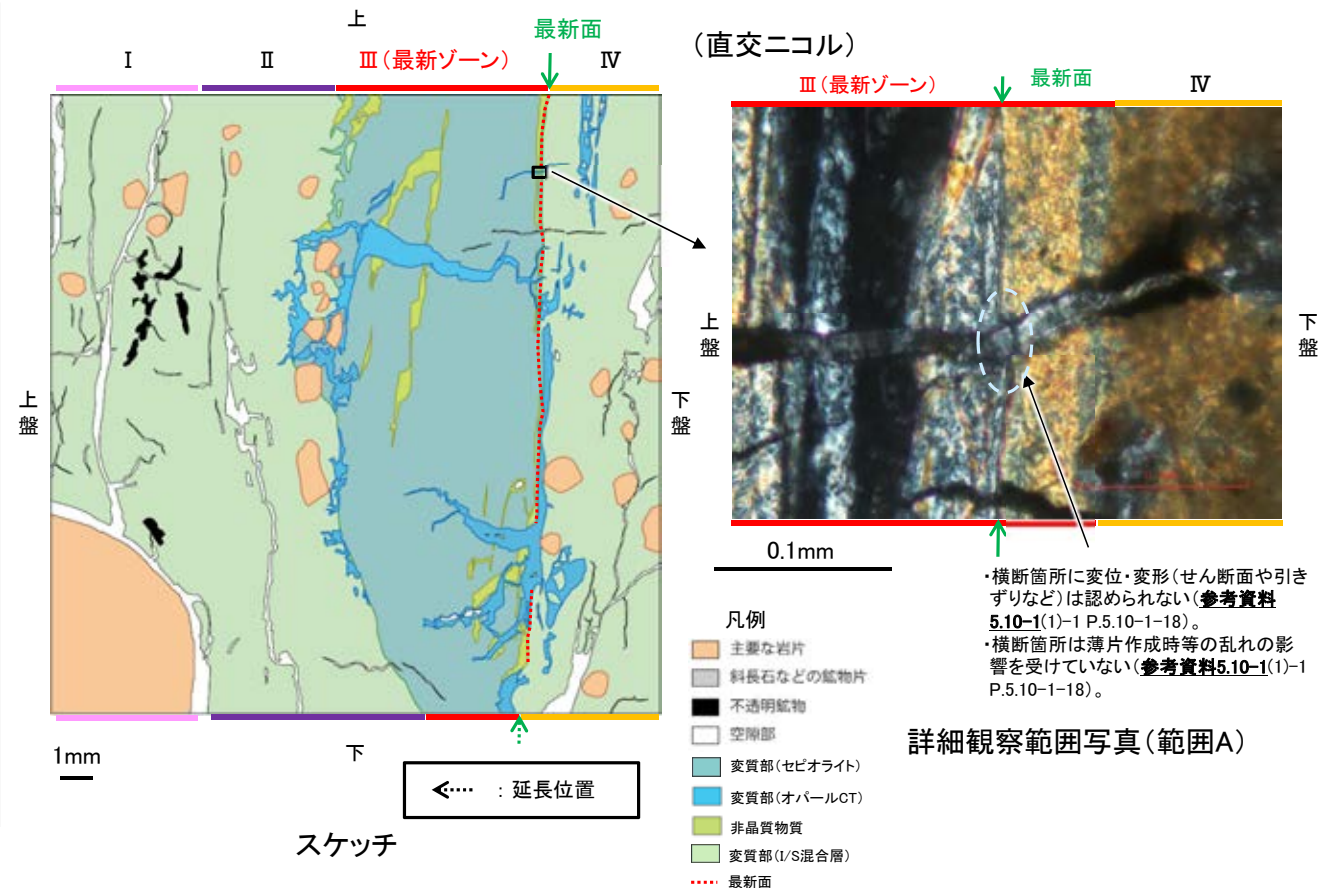 上
最新面
Ⅰ
Ⅱ
Ⅲ(最新ゾーン)
Ⅳ
上
盤
下
盤
下
1mm
：延長位置
スケッチ
(直交ニコル)
Ⅲ(最新ゾーン)
最新面
Ⅳ
上
盤
下
盤
0.1mm
・横断箇所に変位・変形(せん断面や引き
ずりなど)は認められない(参考資料
5.10-1(1)-1 P.5.10-1-18)。
・横断箇所は薄片作成時等の乱れの影
響を受けていない(参考資料5.10-1(1)-1
P.5.10-1-18)。
詳細観察範囲写真(範囲A)
凡例
主要な岩片
斜長石などの鉱物片
不透明鉱物
空隙部
変質部(セピオライト)
変質部(オパールCT)
非晶質物質
変質部(I/S混合層)
最新面